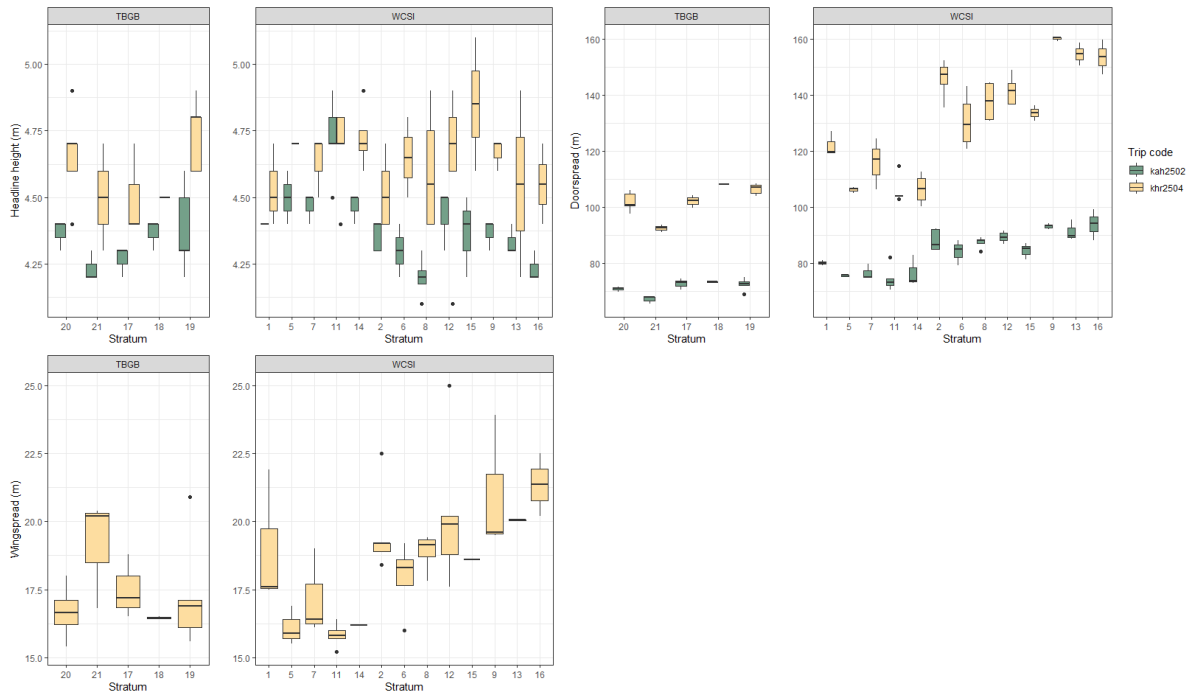 TBGB
WCSI
Headline height (m)
5.00
4.75
4.50
4.25
20 21 17 18 19
Stratum
5.00
4.75
4.50
4.25
1 5 7 11 14 2 6 8 12 15 9 13 16
Stratum
TBGB
WCSI
Doorspread (m)
160
140
120
100
80
20 21 17 18 19
Stratum
160
140
120
100
80
1 5 7 11 14 2 6 8 12 15 9 13 16
Stratum
Trip code
kah2502
khr2504
TBGB
WCSI
Wingspread (m)
25.0
22.5
20.0
17.5
15.0
20 21 17 18 19
Stratum
25.0
22.5
20.0
17.5
15.0
1 5 7 11 14 2 6 8 12 15 9 13 16
Stratum